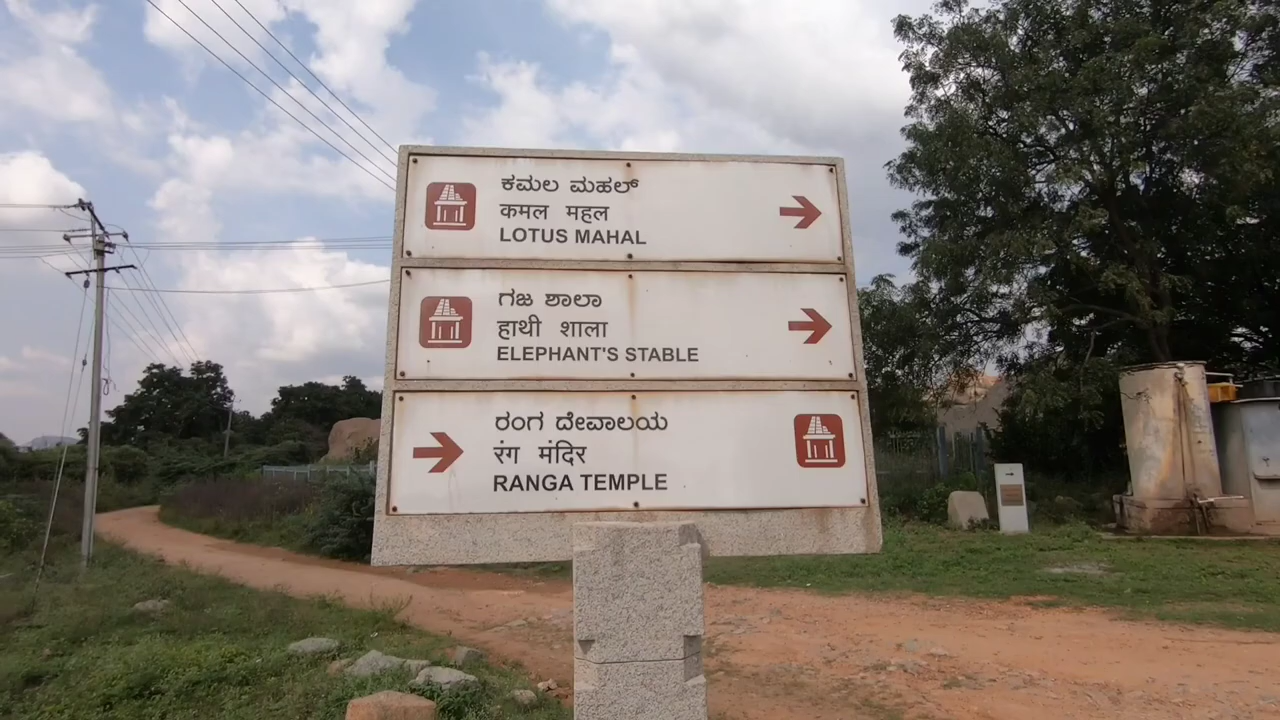 ಕಮಲ ಮಹಲ್
कमल महल
LOTUS MAHAL
ಗಜ ಶಾಲಾ
हाथी शाला
ELEPHANT'S STABLE
ರಂಗ ದೇವಾಲಯ
रंग मंदिर
RANGA TEMPLE